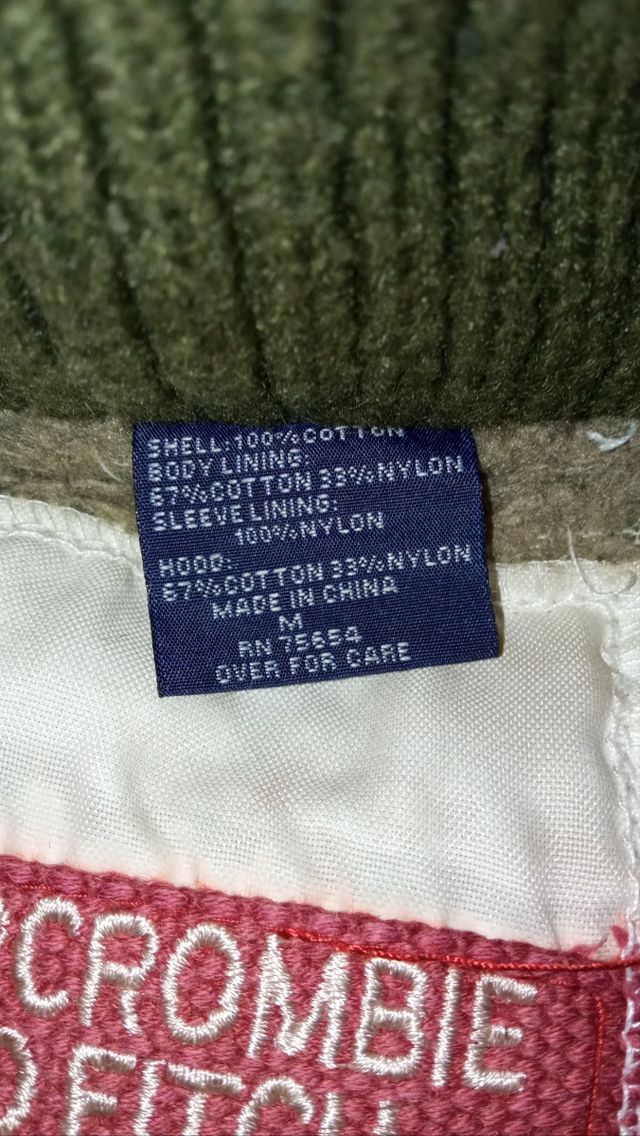 SHELL: 100% COTTON
BODY LINING:
67% COTTON 33% NYLON
SLEEVE LINING:
100% NYLON
HOOD:
67% COTTON 33% NYLON
MADE IN CHINA
M
RN 75654
OVER FOR CARE
CROMBIE
FITCH